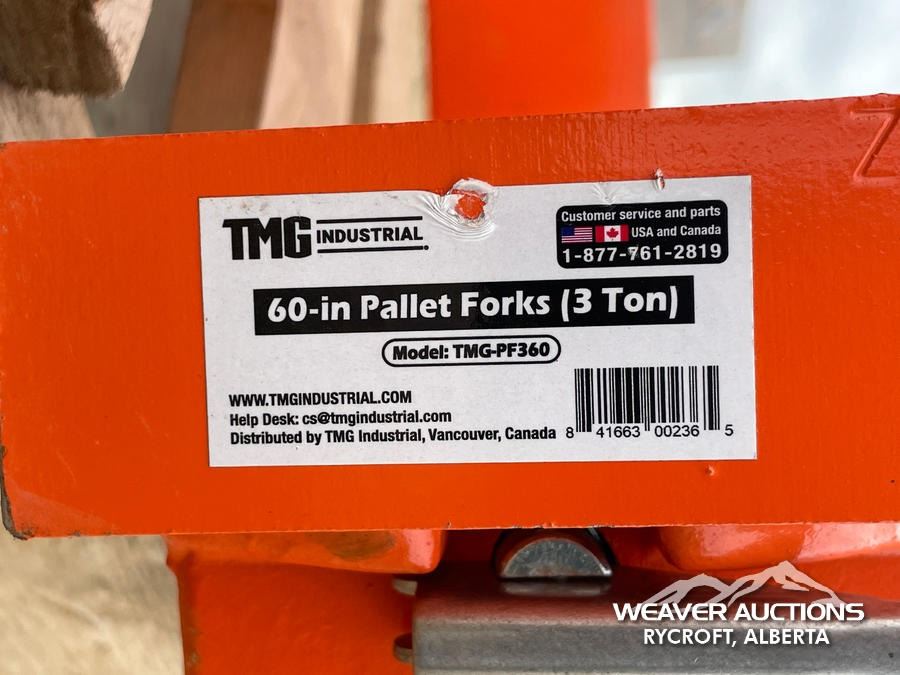 TMG INDUSTRIAL
Customer service and parts
USA and Canada
1-877-761-2819
60-in Pallet Forks (3 Ton)
Model: TMG-PF360
WWW.TMGINDUSTRIAL.COM
Help Desk: cs@tmgindustrial.com
Distributed by TMG Industrial, Vancouver, Canada
8 41663 00236 5
WEAVER AUCTIONS
RYCROFT, ALBERTA